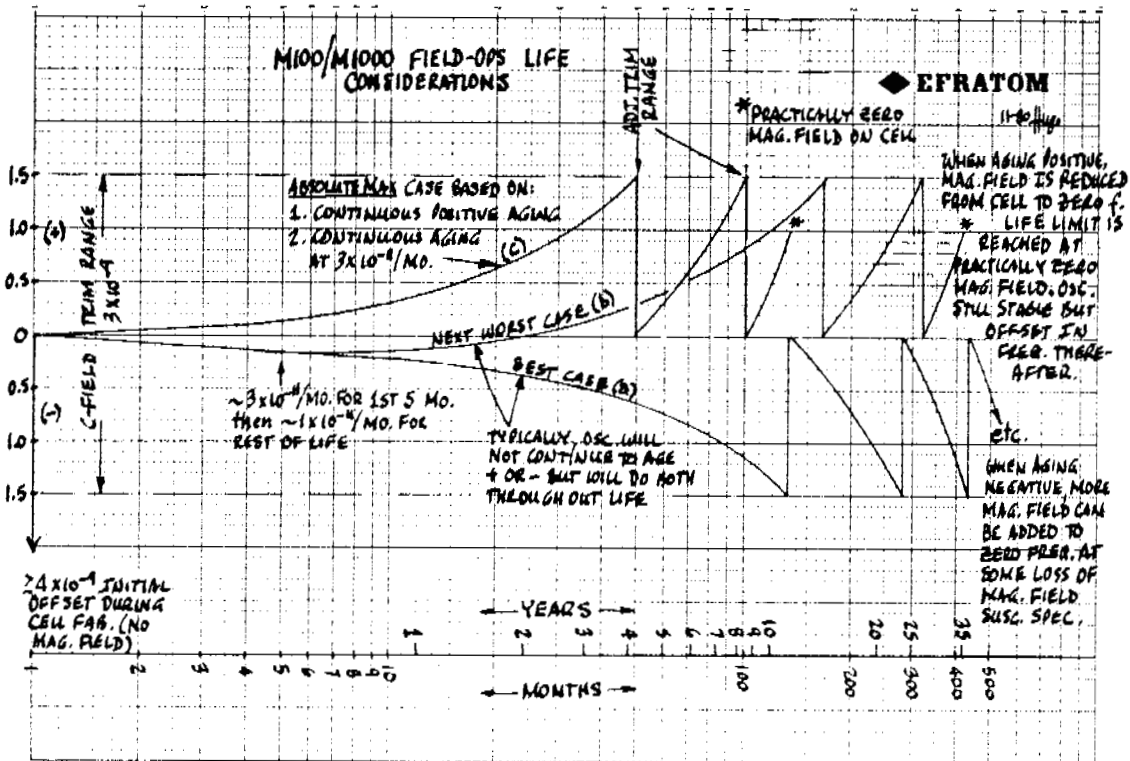 M100/M1000 FIELD-OPS LIFE
CONSIDERATIONS
EFRATOM
11-80
ADJ. TRIM
RANGE
* PRACTICALLY ZERO
MAG. FIELD ON CELL
ABSOLUTE MAX CASE BASED ON:
1. CONTINUOUS POSITIVE AGING
2. CONTINUOUS AGING
AT 3x10⁻¹¹/MO.
(C)
WHEN AGING POSITIVE,
MAG. FIELD IS REDUCED
FROM CELL TO ZERO f.
* LIFE LIMIT IS
REACHED AT
PRACTICALLY ZERO
MAG. FIELD. OSC.
STILL STABLE BUT
OFFSET IN
FREQ. THERE-
AFTER.
*
1.5
1.0
0.5
0
0.5
1.0
1.5
(+)
(-)
C-FIELD TRIM RANGE
3x10⁻⁹
NEXT WORST CASE (b)
BEST CASE (a)
~3x10⁻¹¹/MO. FOR 1ST 5 MO.
then ~1x10⁻¹¹/MO. FOR
REST OF LIFE
TYPICALLY, OSC. WILL
NOT CONTINUE TO AGE
+ OR - BUT WILL DO BOTH
THROUGHOUT LIFE
etc.
WHEN AGING
NEGATIVE, MORE
MAG. FIELD CAN
BE ADDED TO
ZERO FREQ. AT
SOME LOSS OF
MAG. FIELD
SUSC. SPEC.
≥4x10⁻⁹ INITIAL
OFFSET DURING
CELL FAB. (NO
MAG. FIELD)
YEARS
1 2 3 4 5 6 7 8 9 10 20 25 35
1 2 3 4 5 6 7 8 9 10 100 200 300 400 500
MONTHS